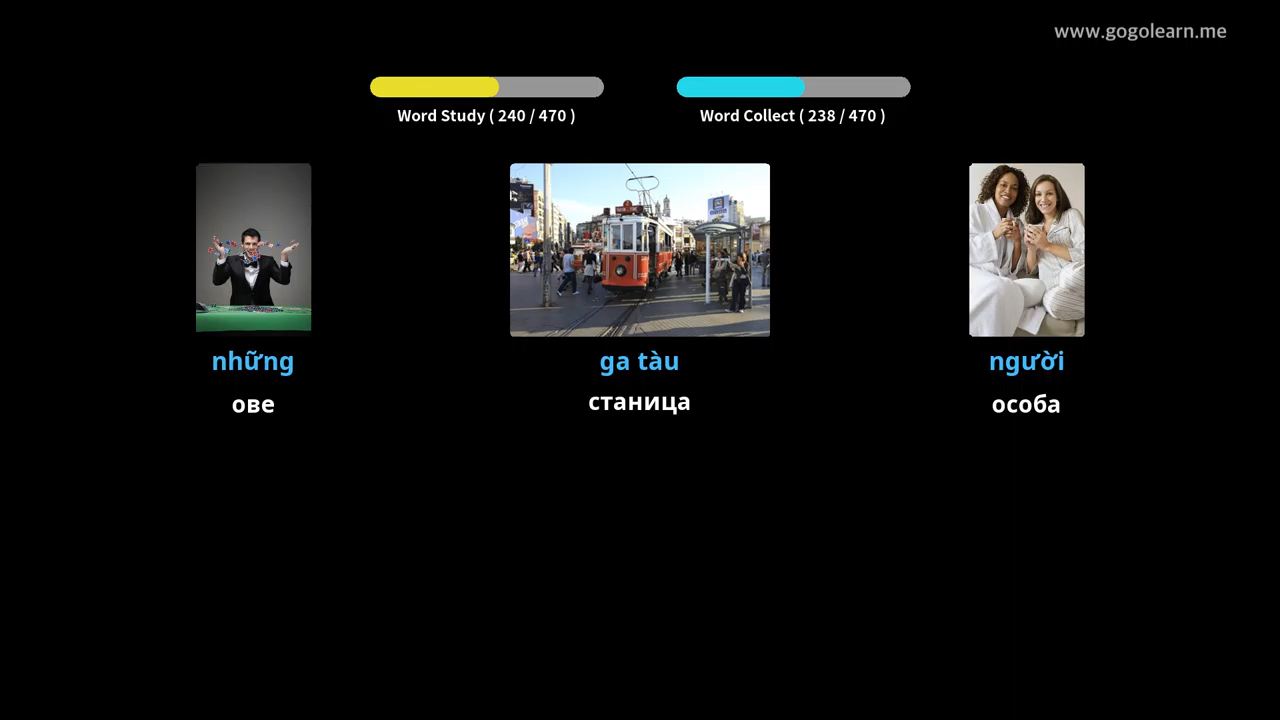 www.gogolearn.me
Word Study ( 240 / 470 )
Word Collect ( 238 / 470 )
những
ga tàu
người
ове
станица
особа